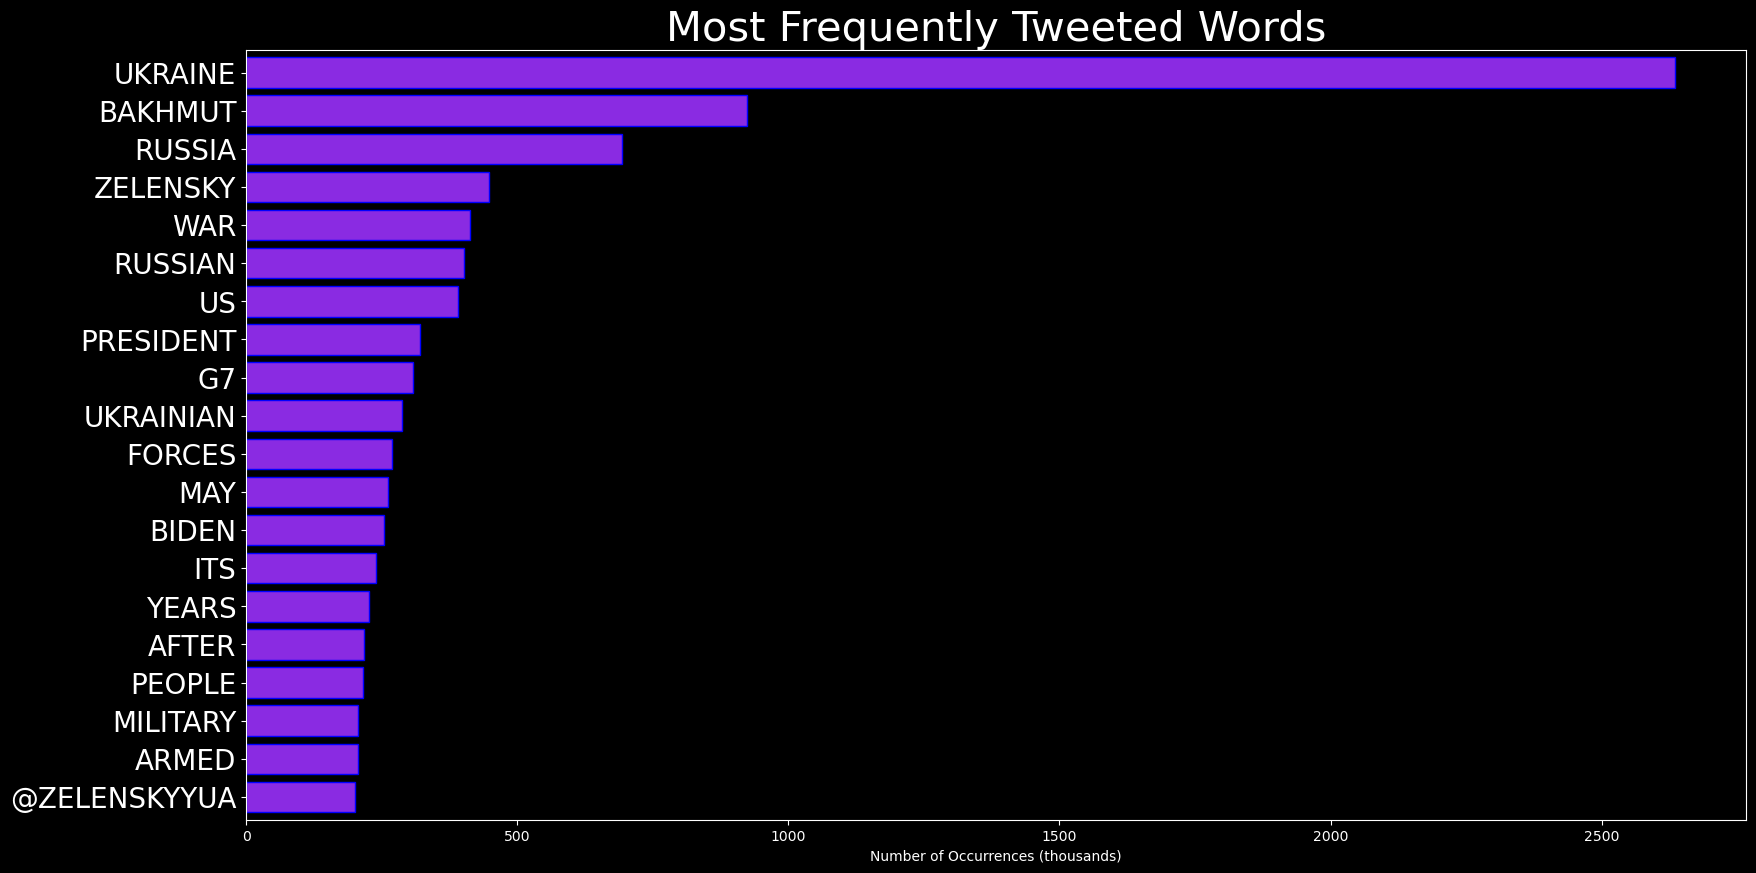 Most Frequently Tweeted Words
UKRAINE
BAKHMUT
RUSSIA
ZELENSKY
WAR
RUSSIAN
US
PRESIDENT
G7
UKRAINIAN
FORCES
MAY
BIDEN
ITS
YEARS
AFTER
PEOPLE
MILITARY
ARMED
@ZELENSKYYUA
0 500 1000 1500 2000 2500
Number of Occurrences (thousands)